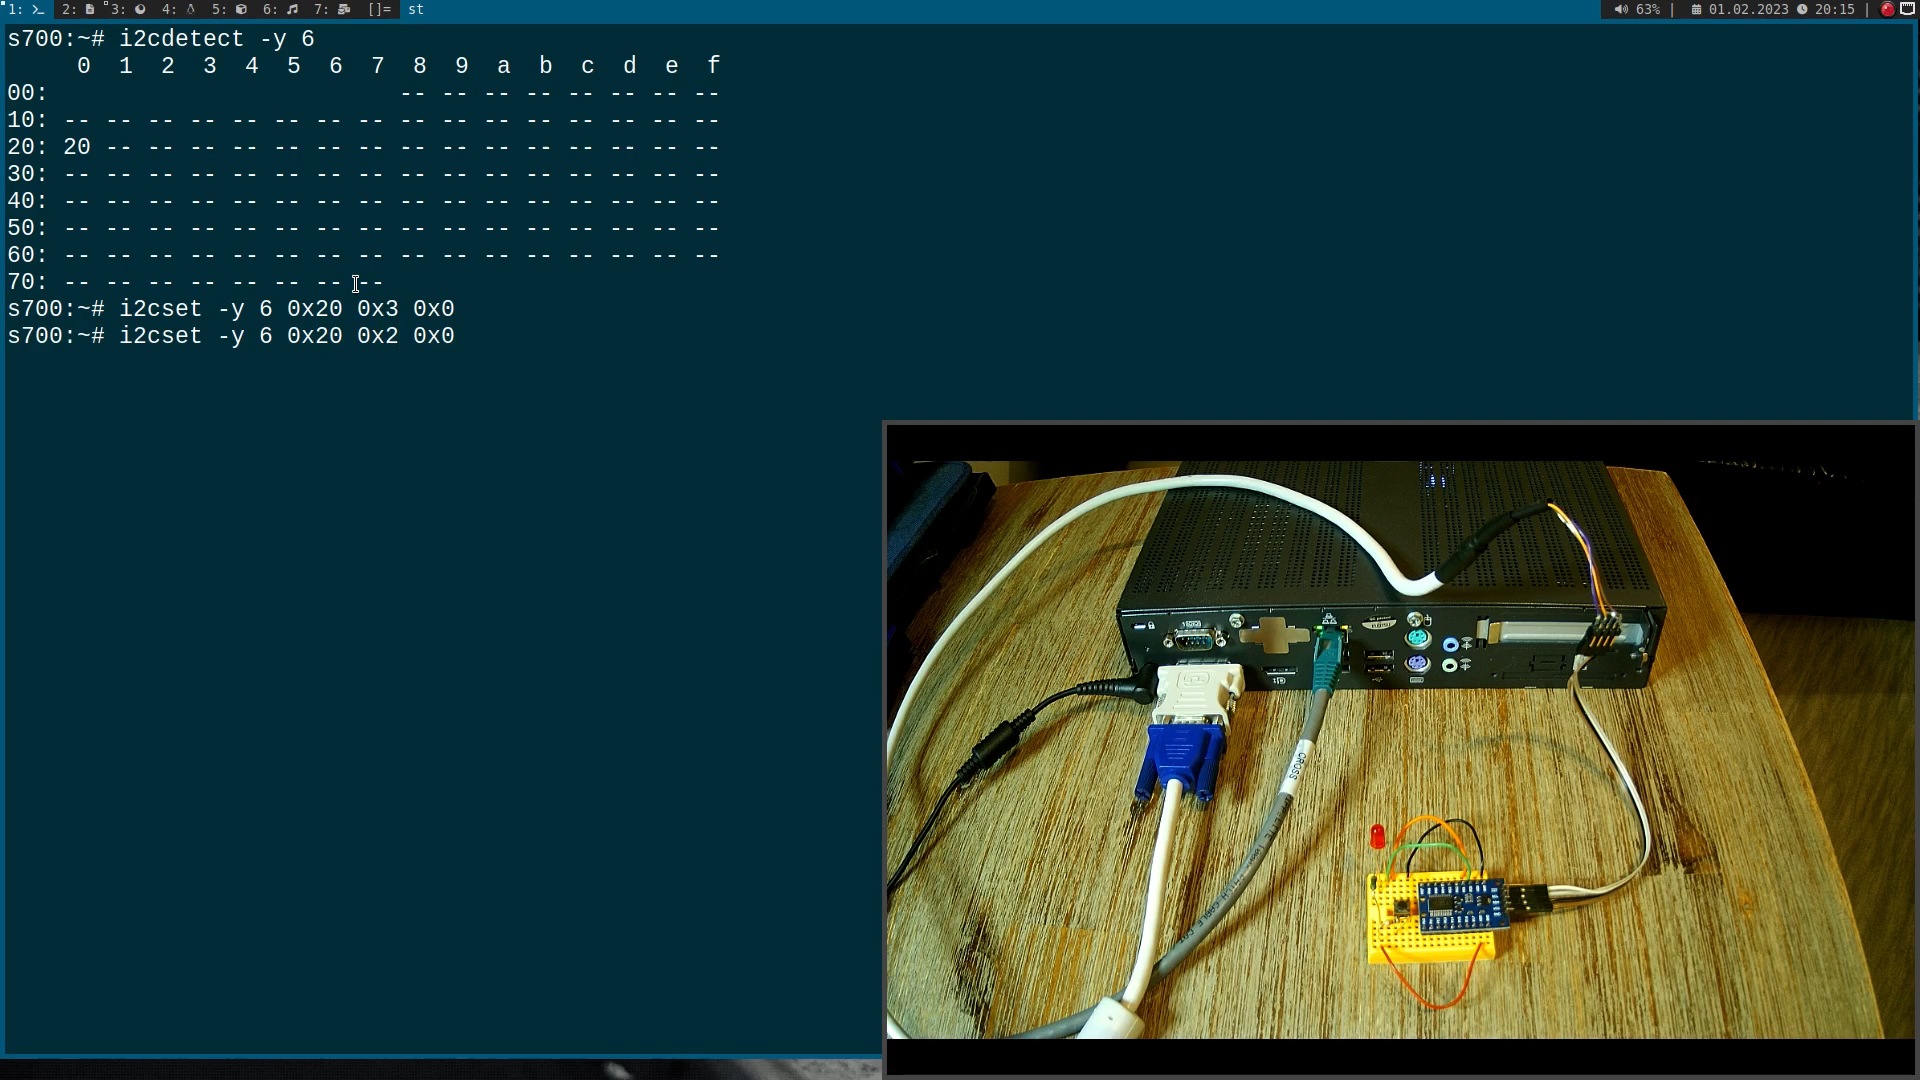 1: 2: 3: 4: 5: 6: 7: []= st 63% | 01.02.2023 20:15 |
s700:~# i2cdetect -y 6
     0  1  2  3  4  5  6  7  8  9  a  b  c  d  e  f
00:                         -- -- -- -- -- -- -- --
10: -- -- -- -- -- -- -- -- -- -- -- -- -- -- -- --
20: 20 -- -- -- -- -- -- -- -- -- -- -- -- -- -- --
30: -- -- -- -- -- -- -- -- -- -- -- -- -- -- -- --
40: -- -- -- -- -- -- -- -- -- -- -- -- -- -- -- --
50: -- -- -- -- -- -- -- -- -- -- -- -- -- -- -- --
60: -- -- -- -- -- -- -- -- -- -- -- -- -- -- -- --
70: -- -- -- -- -- -- -- --
s700:~# i2cset -y 6 0x20 0x3 0x0
s700:~# i2cset -y 6 0x20 0x2 0x0
CROSS